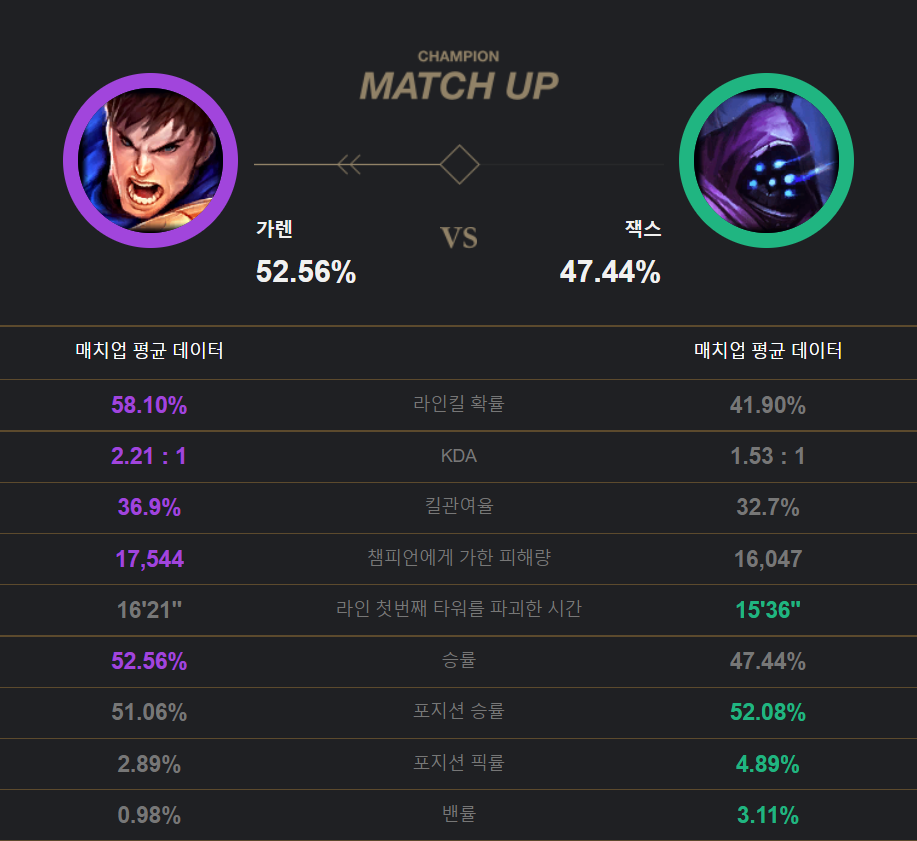 CHAMPION
MATCH UP
가렌 VS 잭스
52.56% 47.44%
매치업 평균 데이터 매치업 평균 데이터
58.10% 라인킬 확률 41.90%
2.21 : 1 KDA 1.53 : 1
36.9% 킬관여율 32.7%
17,544 챔피언에게 가한 피해량 16,047
16'21" 라인 첫번째 타워를 파괴한 시간 15'36"
52.56% 승률 47.44%
51.06% 포지션 승률 52.08%
2.89% 포지션 픽률 4.89%
0.98% 밴률 3.11%